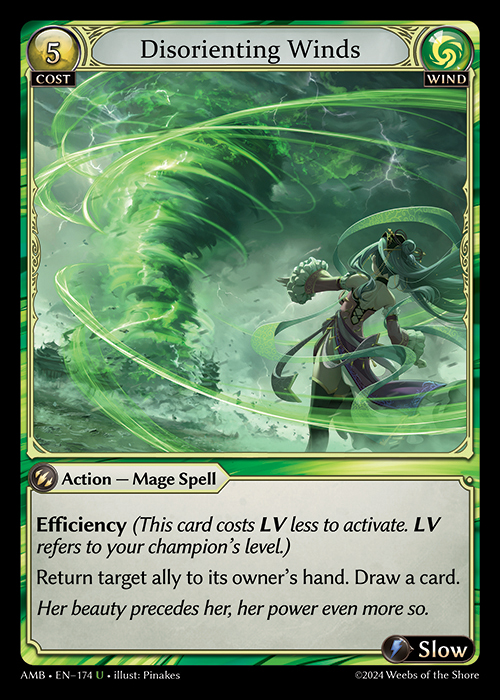 5
Disorienting Winds
COST
WIND
Action — Mage Spell
Efficiency (This card costs LV less to activate. LV
refers to your champion's level.)
Return target ally to its owner's hand. Draw a card.
Her beauty precedes her, her power even more so.
Slow
AMB • EN–174 U • illust: Pinakes
©2024 Weebs of the Shore